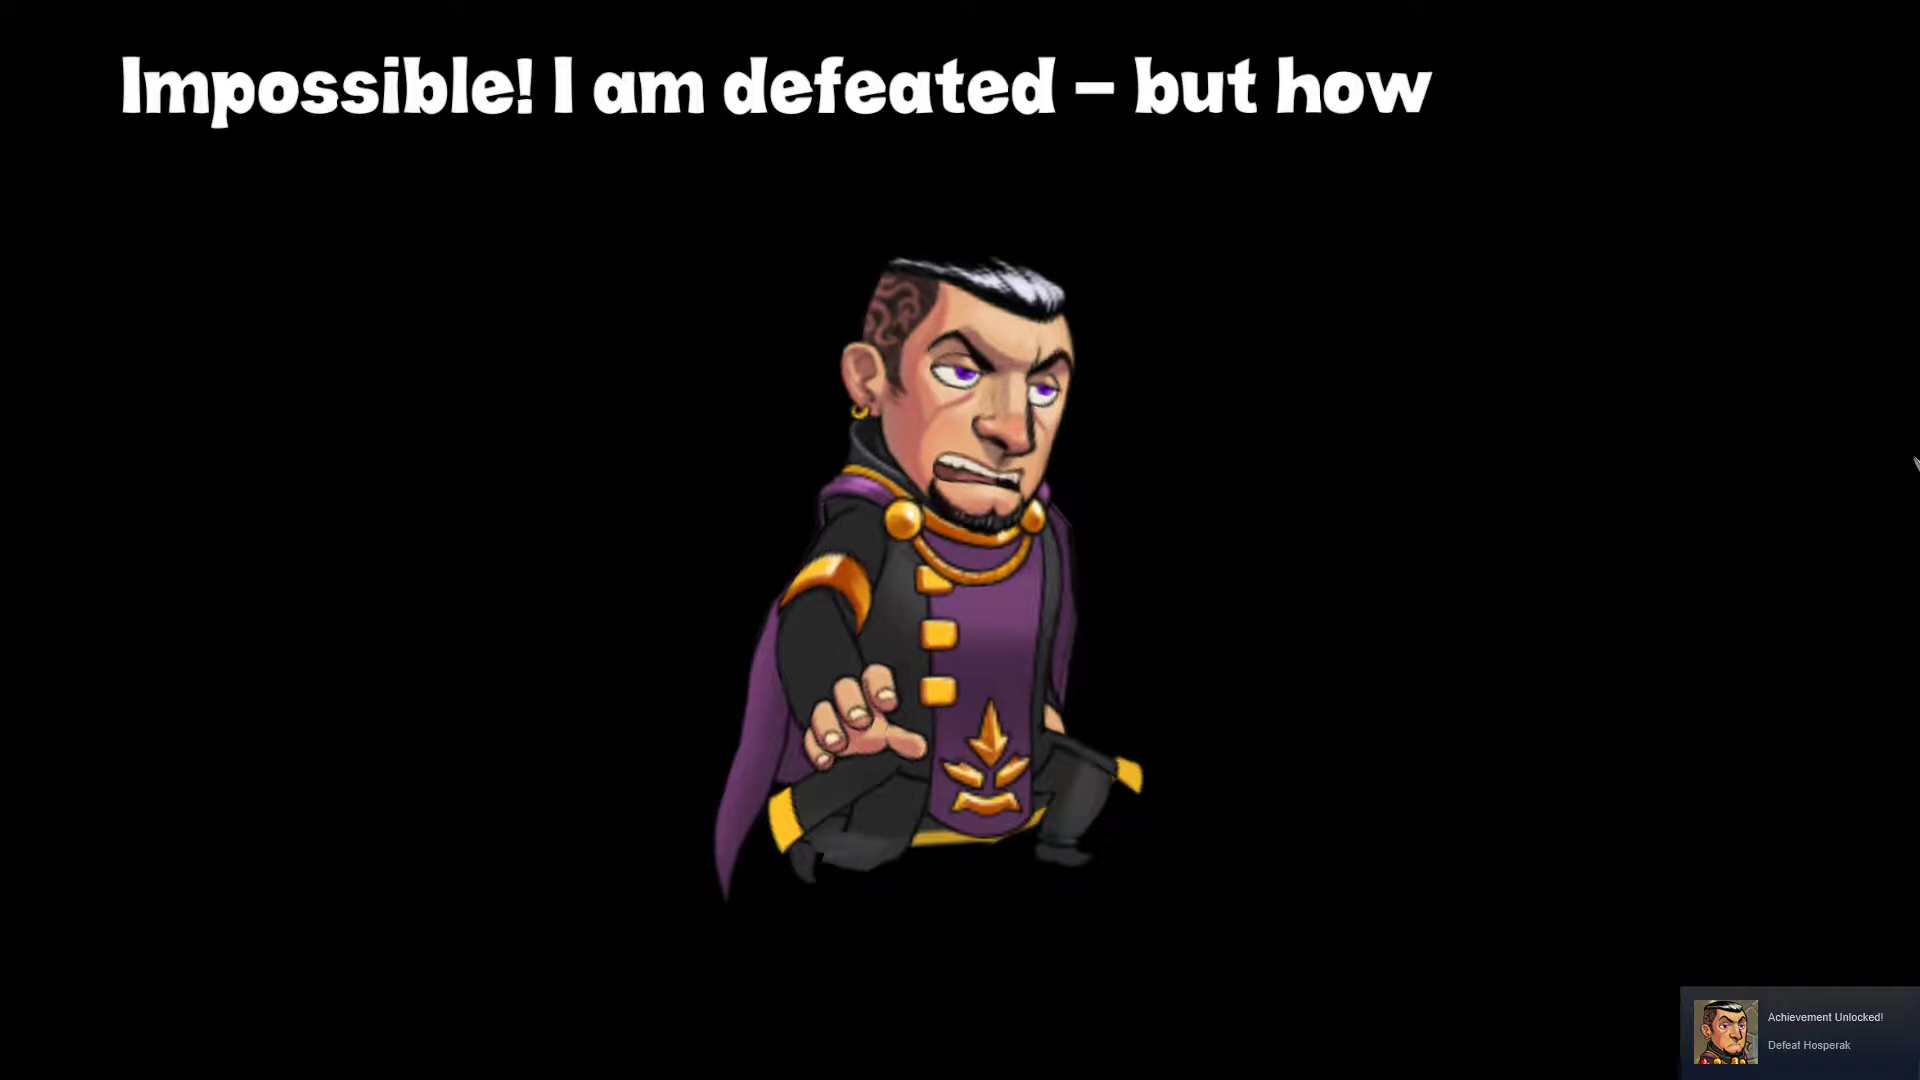 Impossible! I am defeated – but how
Achievement Unlocked!
Defeat Hosperak